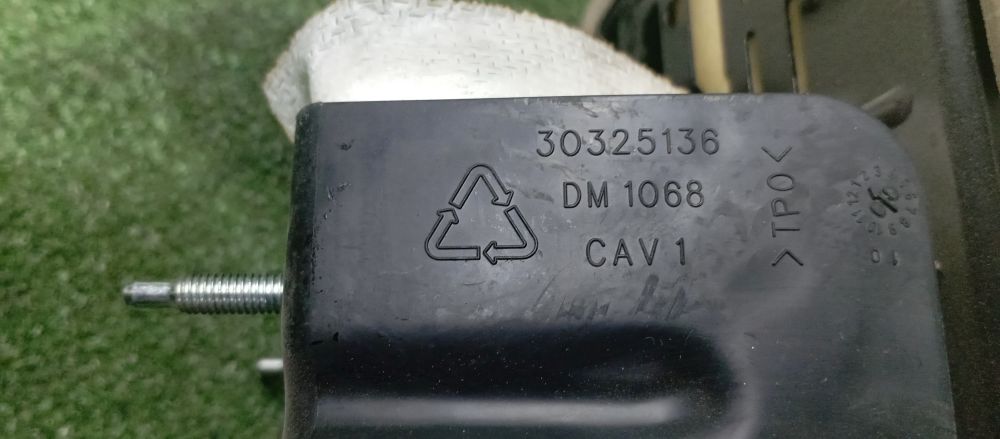 30325136
DM 1068
CAV 1
>TPO<